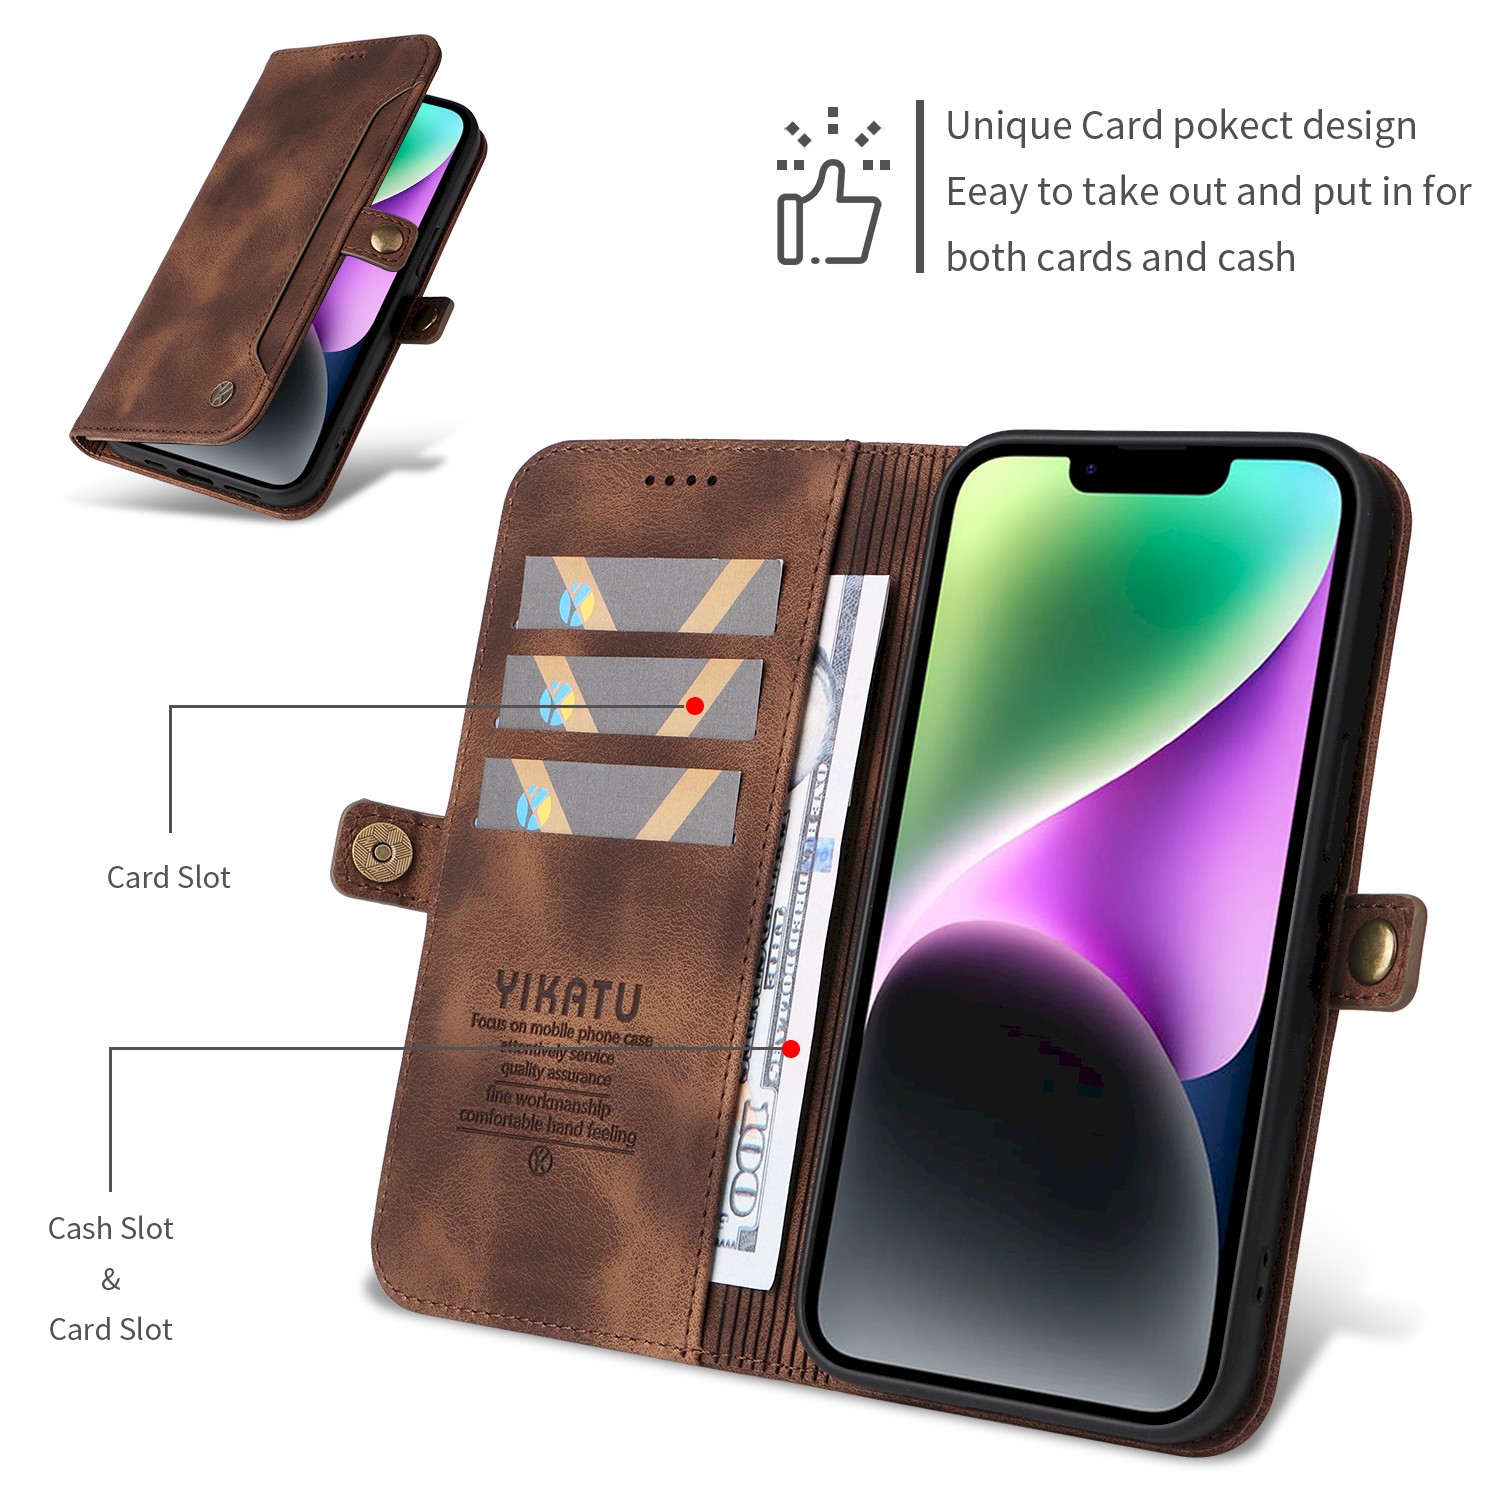 Unique Card pokect design
Eeay to take out and put in for
both cards and cash
Card Slot
YIKATU
Focus on mobile phone case
attentively service
quality assurance
fine workmanship
comfortable hand feeling
100
Cash Slot
&
Card Slot